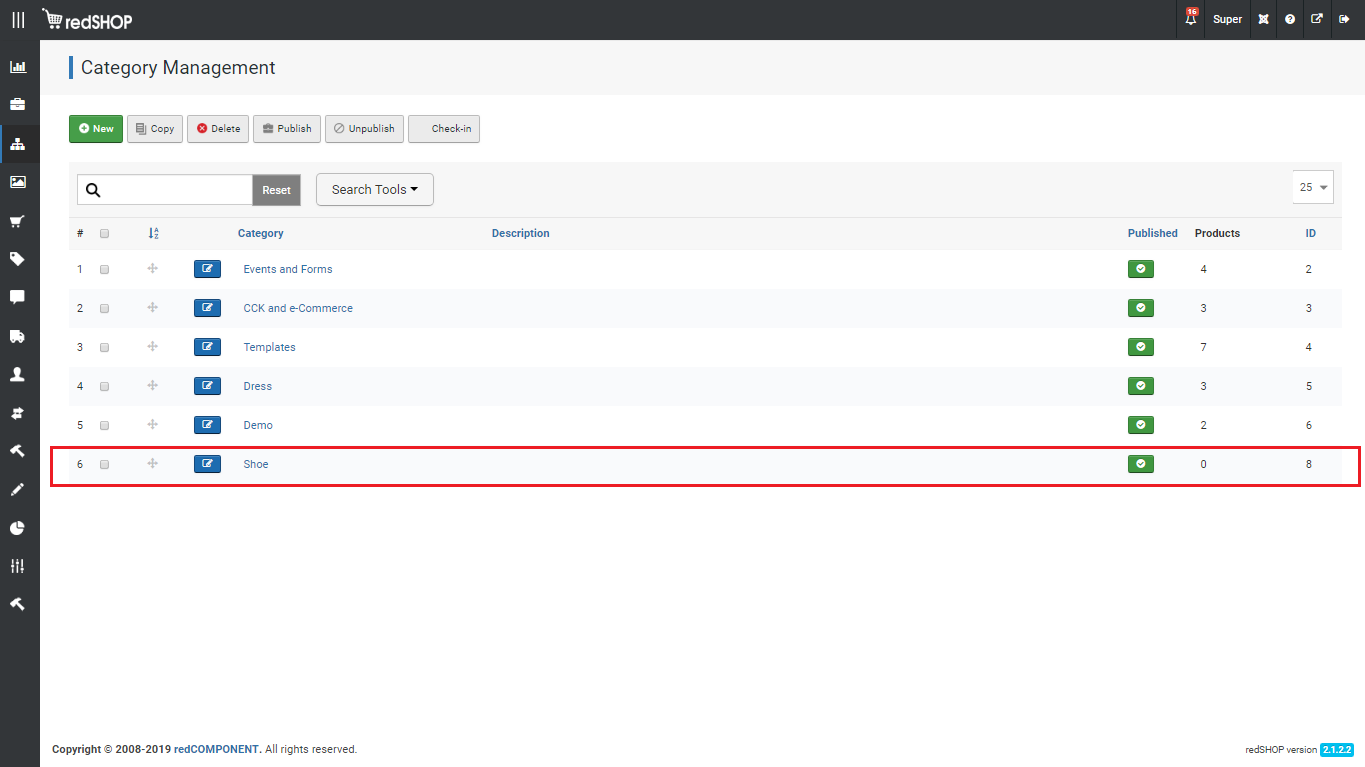 redSHOP
16
Super
Category Management
New Copy Delete Publish Unpublish Check-in
Reset Search Tools 25
# Category Description Published Products ID
1 Events and Forms 4 2
2 CCK and e-Commerce 3 3
3 Templates 7 4
4 Dress 3 5
5 Demo 2 6
6 Shoe 0 8
Copyright © 2008-2019 redCOMPONENT. All rights reserved. redSHOP version 2.1.2.2